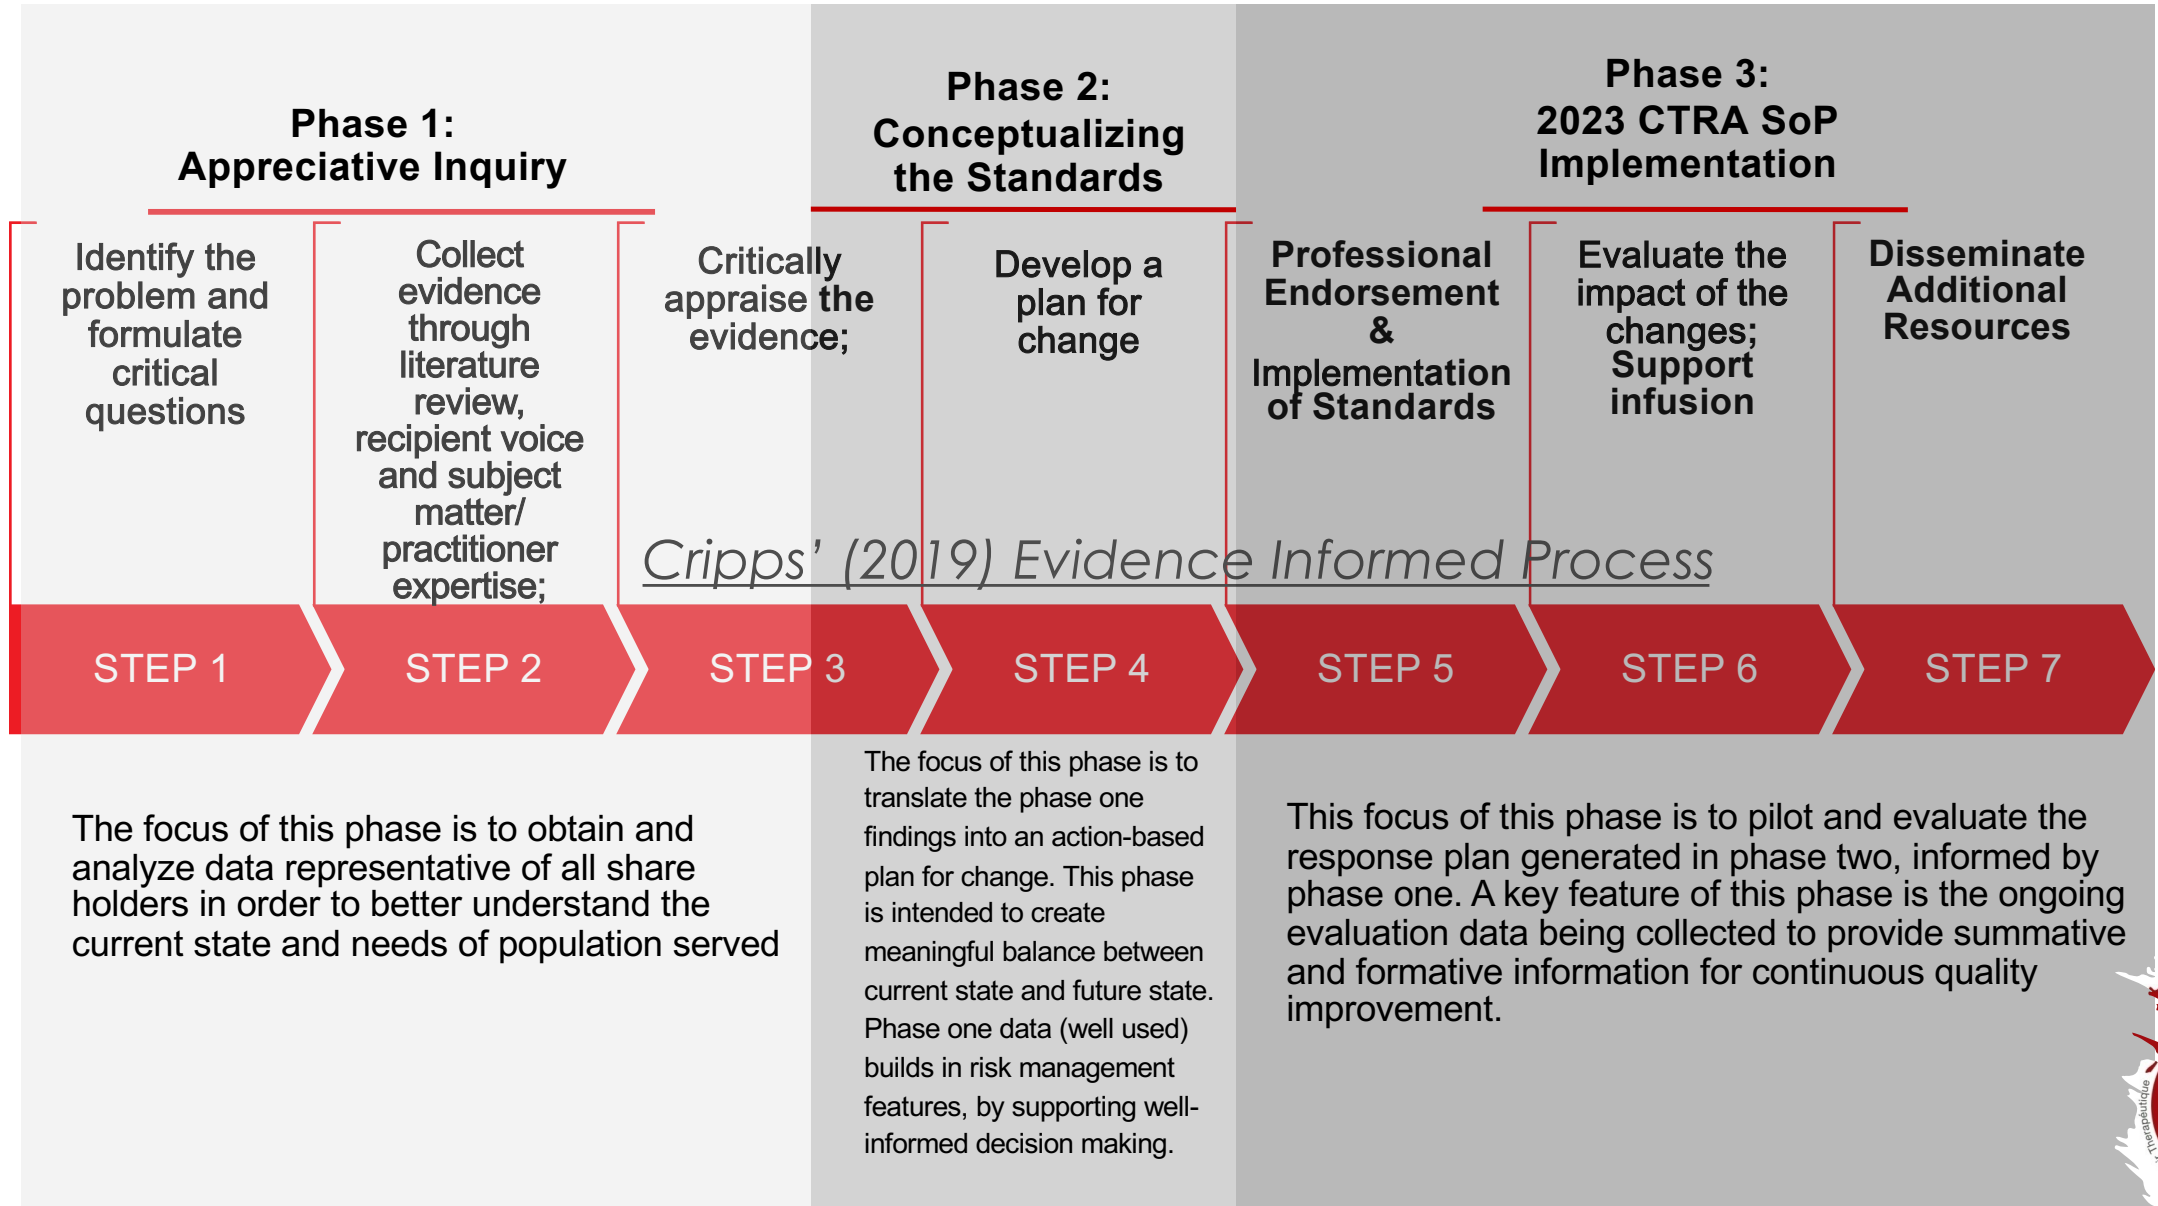 Phase 1:
Appreciative Inquiry
Phase 2:
Conceptualizing
the Standards
Phase 3:
2023 CTRA SoP
Implementation
Identify the
problem and
formulate
critical
questions
Collect
evidence
through
literature
review,
recipient voice
and subject
matter/
practitioner
expertise;
Critically
appraise the
evidence;
Develop a
plan for
change
Professional
Endorsement
&
Implementation
of Standards
Evaluate the
impact of the
changes;
Support
infusion
Disseminate
Additional
Resources
Cripps’ (2019) Evidence Informed Process
STEP 1
STEP 2
STEP 3
STEP 4
STEP 5
STEP 6
STEP 7
The focus of this phase is to obtain and
analyze data representative of all share
holders in order to better understand the
current state and needs of population served
The focus of this phase is to
translate the phase one
findings into an action-based
plan for change. This phase
is intended to create
meaningful balance between
current state and future state.
Phase one data (well used)
builds in risk management
features, by supporting well-
informed decision making.
This focus of this phase is to pilot and evaluate the
response plan generated in phase two, informed by
phase one. A key feature of this phase is the ongoing
evaluation data being collected to provide summative
and formative information for continuous quality
improvement.
Thérapeutique